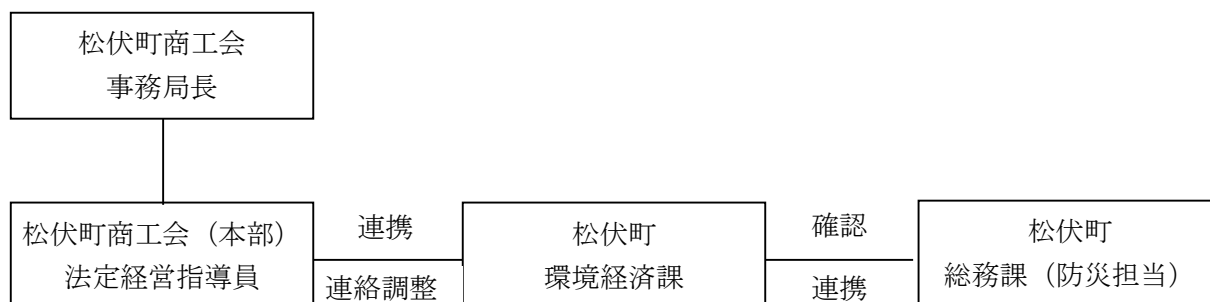 松伏町商工会
事務局長
松伏町商工会（本部）
法定経営指導員
連携
連絡調整
松伏町
環境経済課
確認
連携
松伏町
総務課（防災担当）